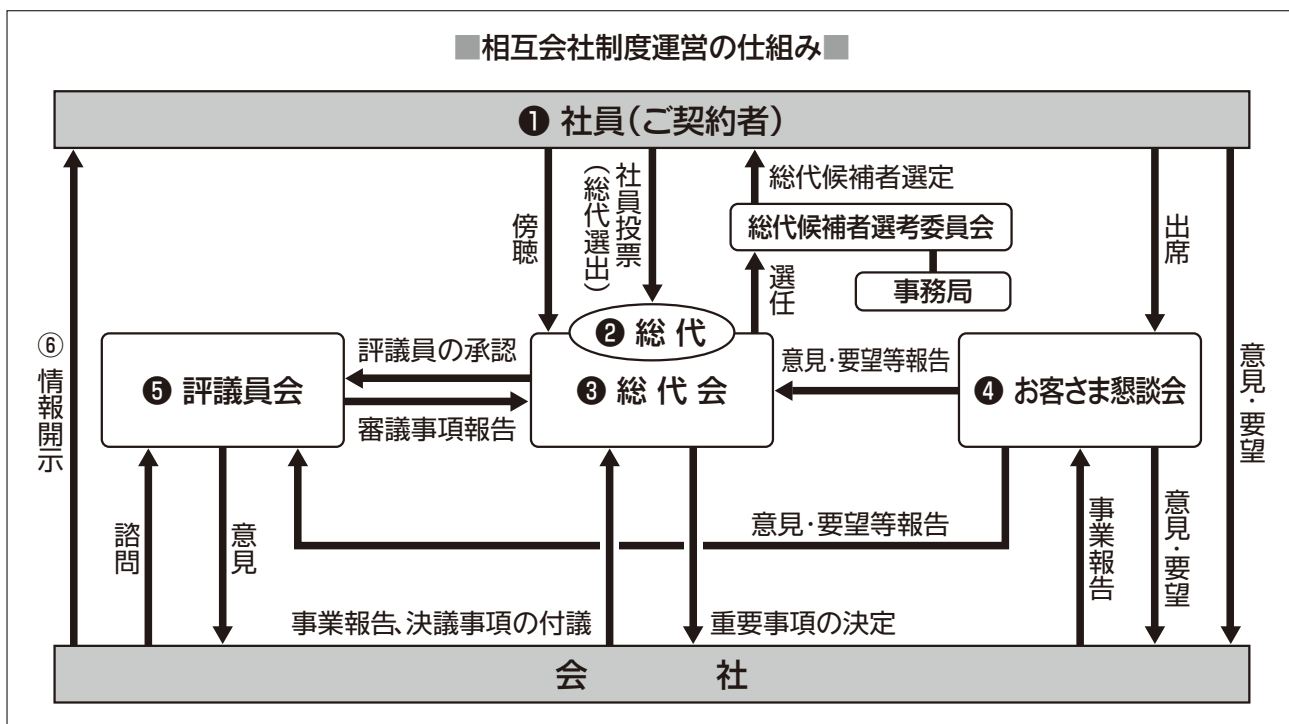 ■相互会社制度運営の仕組み■
❶ 社員(ご契約者)
傍聴
社員投票
(総代選出)
総代候補者選定
総代候補者選考委員会
事務局
選任
出席
意見・要望
⑥情報開示
❷ 総代
❸ 総代会
評議員の承認
審議事項報告
❺ 評議員会
意見・要望等報告
❹ お客さま懇談会
諮問
意見
意見・要望等報告
事業報告、決議事項の付議
重要事項の決定
事業報告
意見・要望
会 社